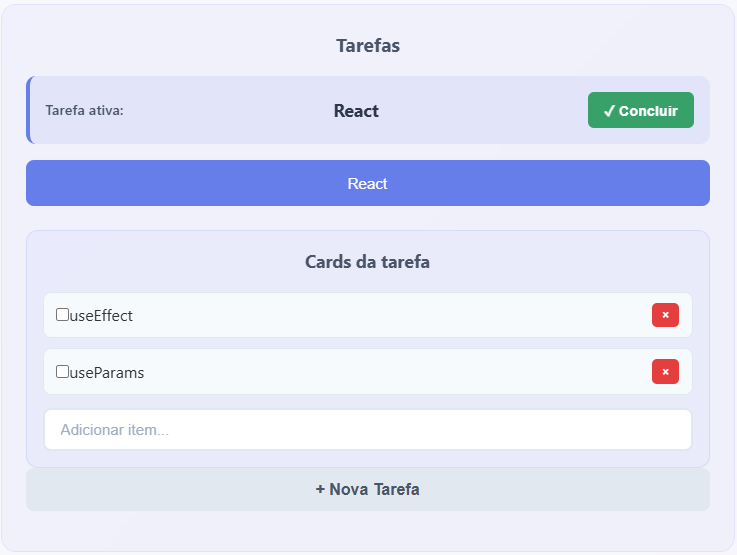 Tarefas
Tarefa ativa: React ✓ Concluir
React
Cards da tarefa
useEffect ×
useParams ×
Adicionar item...
+ Nova Tarefa